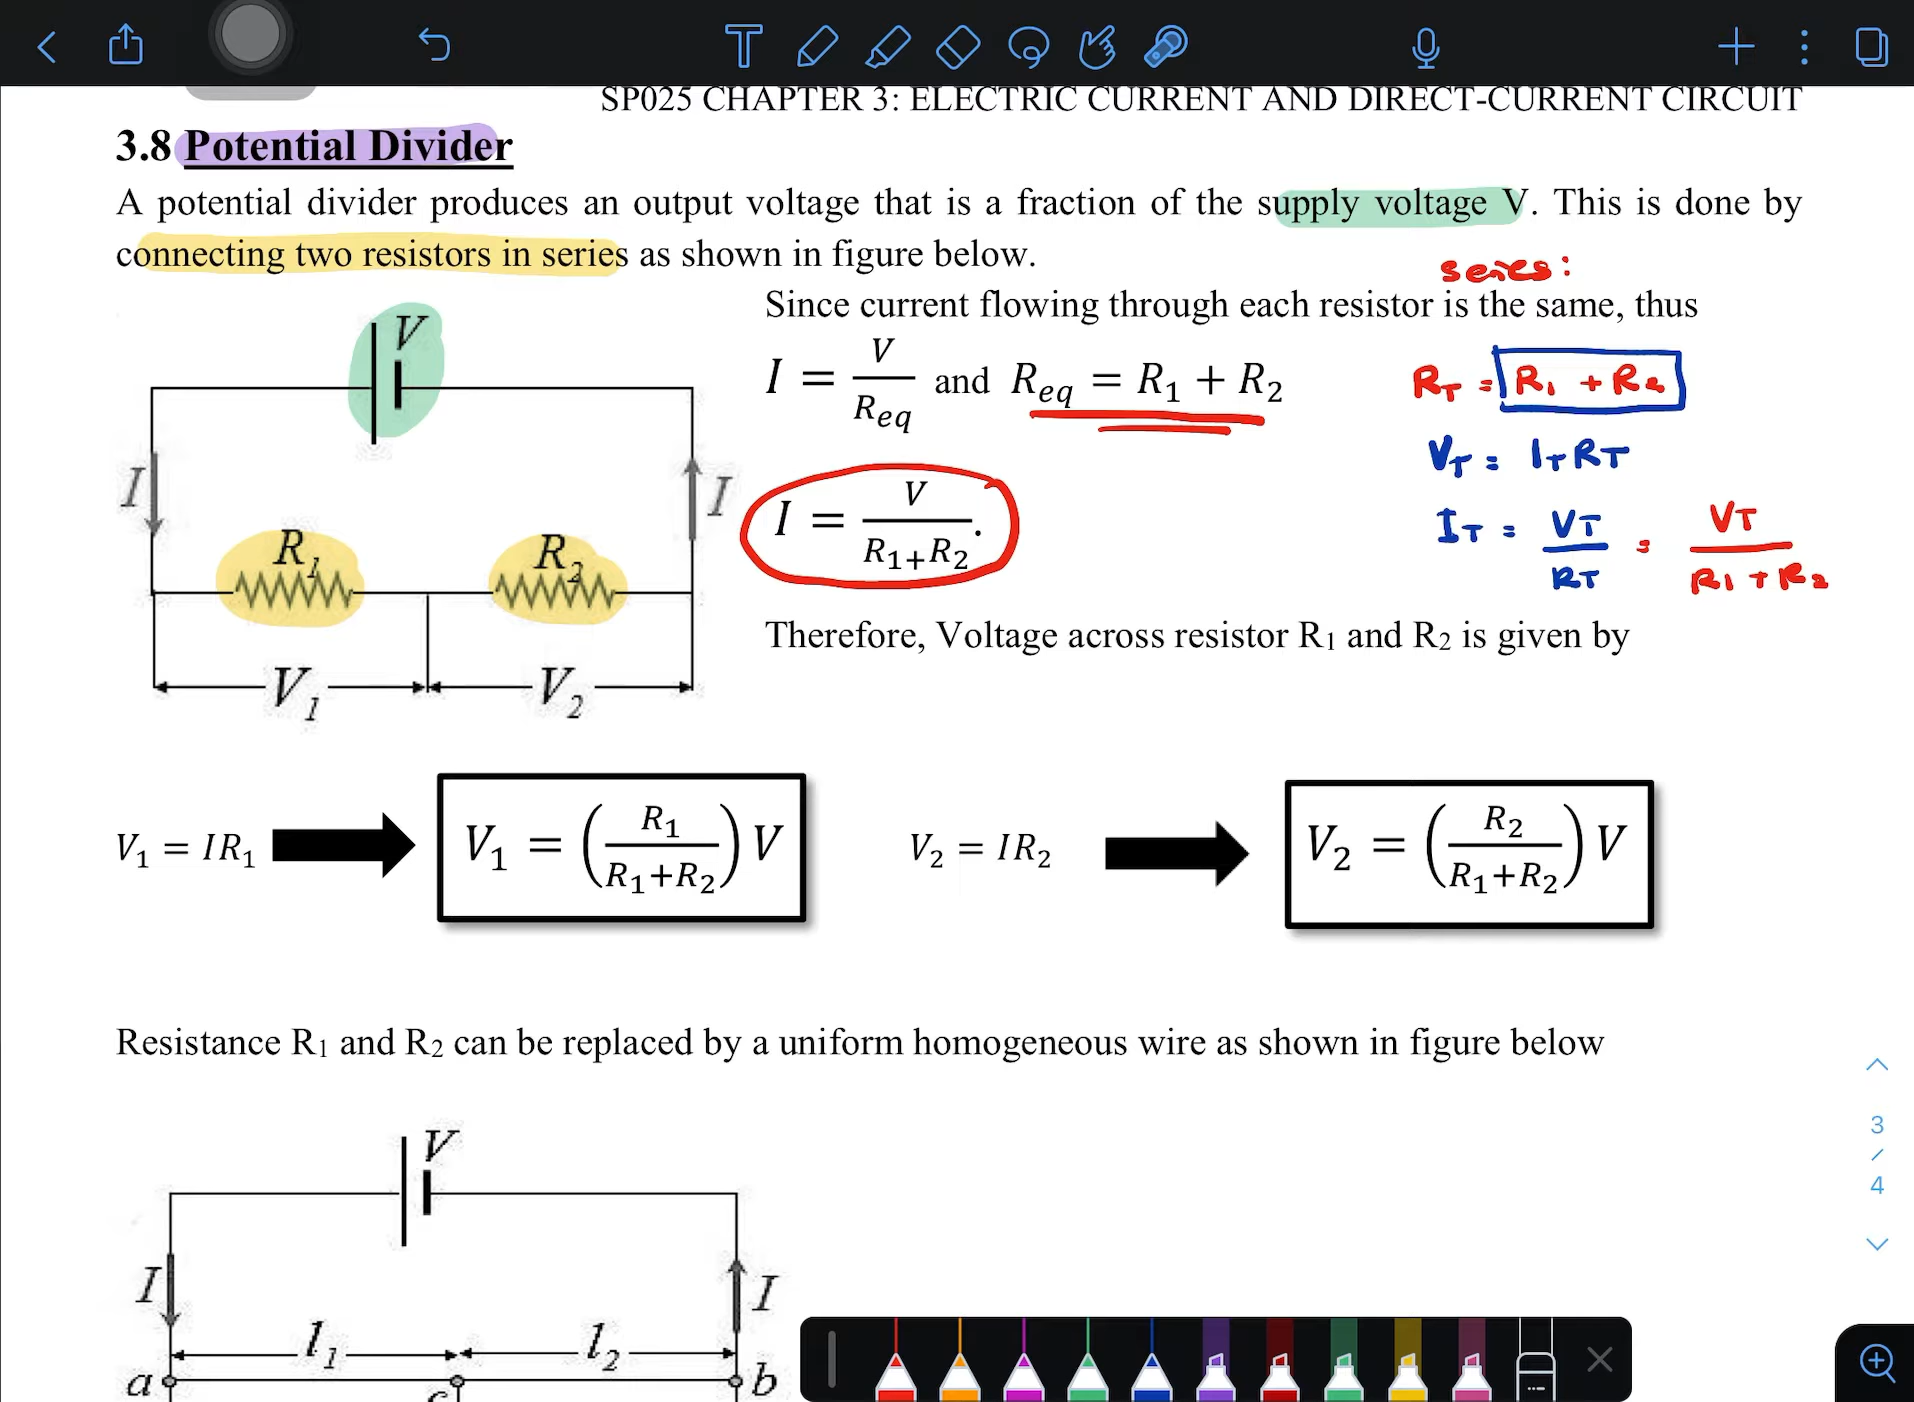 SP025 CHAPTER 3: ELECTRIC CURRENT AND DIRECT-CURRENT CIRCUIT
3.8 Potential Divider
A potential divider produces an output voltage that is a fraction of the supply voltage V. This is done by
connecting two resistors in series as shown in figure below.
series:
Since current flowing through each resistor is the same, thus
V
I = V/Req and Req = R1 + R2
RT = R1 + R2
VT = ITRT
I
I
I = V/(R1+R2).
IT = VT/RT = VT/(R1 + R2)
R1
R2
Therefore, Voltage across resistor R1 and R2 is given by
V1
V2
V1 = IR1
V1 = (R1/(R1+R2)) V
V2 = IR2
V2 = (R2/(R1+R2)) V
Resistance R1 and R2 can be replaced by a uniform homogeneous wire as shown in figure below
3
/
4
V
I
I
l1
l2
a
c
b